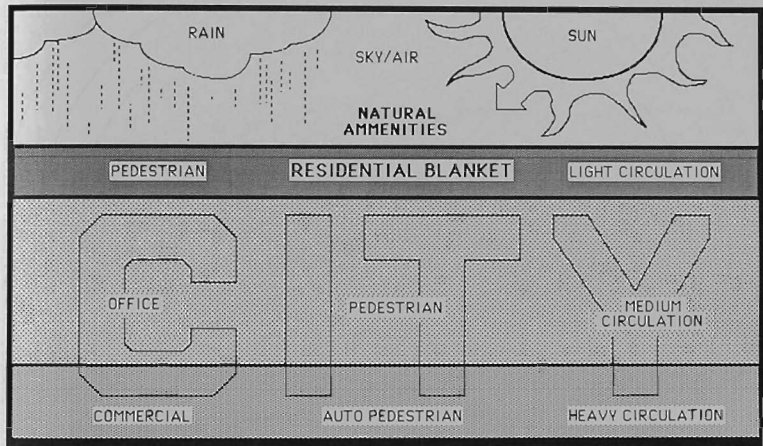 RAIN
SUN
SKY/AIR
NATURAL
AMMENITIES
PEDESTRIAN
RESIDENTIAL BLANKET
LIGHT CIRCULATION
CITY
OFFICE
PEDESTRIAN
MEDIUM
CIRCULATION
COMMERCIAL
AUTO PEDESTRIAN
HEAVY CIRCULATION